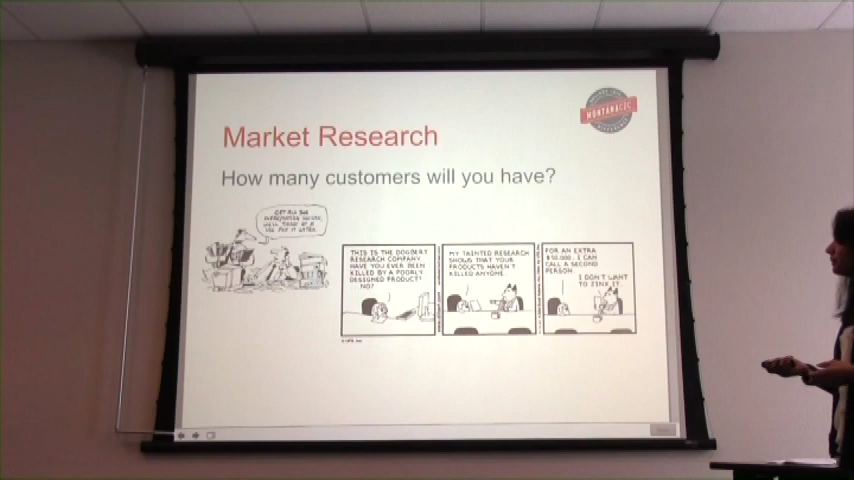 MONTANACDC
Market Research
How many customers will you have?
GET ALL THE
INFORMATION YOU CAN,
WE'LL THINK OF A
USE FOR IT LATER.
THIS IS THE DOGBERT
RESEARCH COMPANY.
HAVE YOU EVER BEEN
KILLED BY A POORLY
DESIGNED PRODUCT?
NO?
MY TAINTED RESEARCH
SHOWS THAT YOUR
PRODUCTS HAVEN'T
KILLED ANYONE.
FOR AN EXTRA
$50,000, I CAN
CALL A SECOND
PERSON.
I DON'T WANT
TO JINX IT.